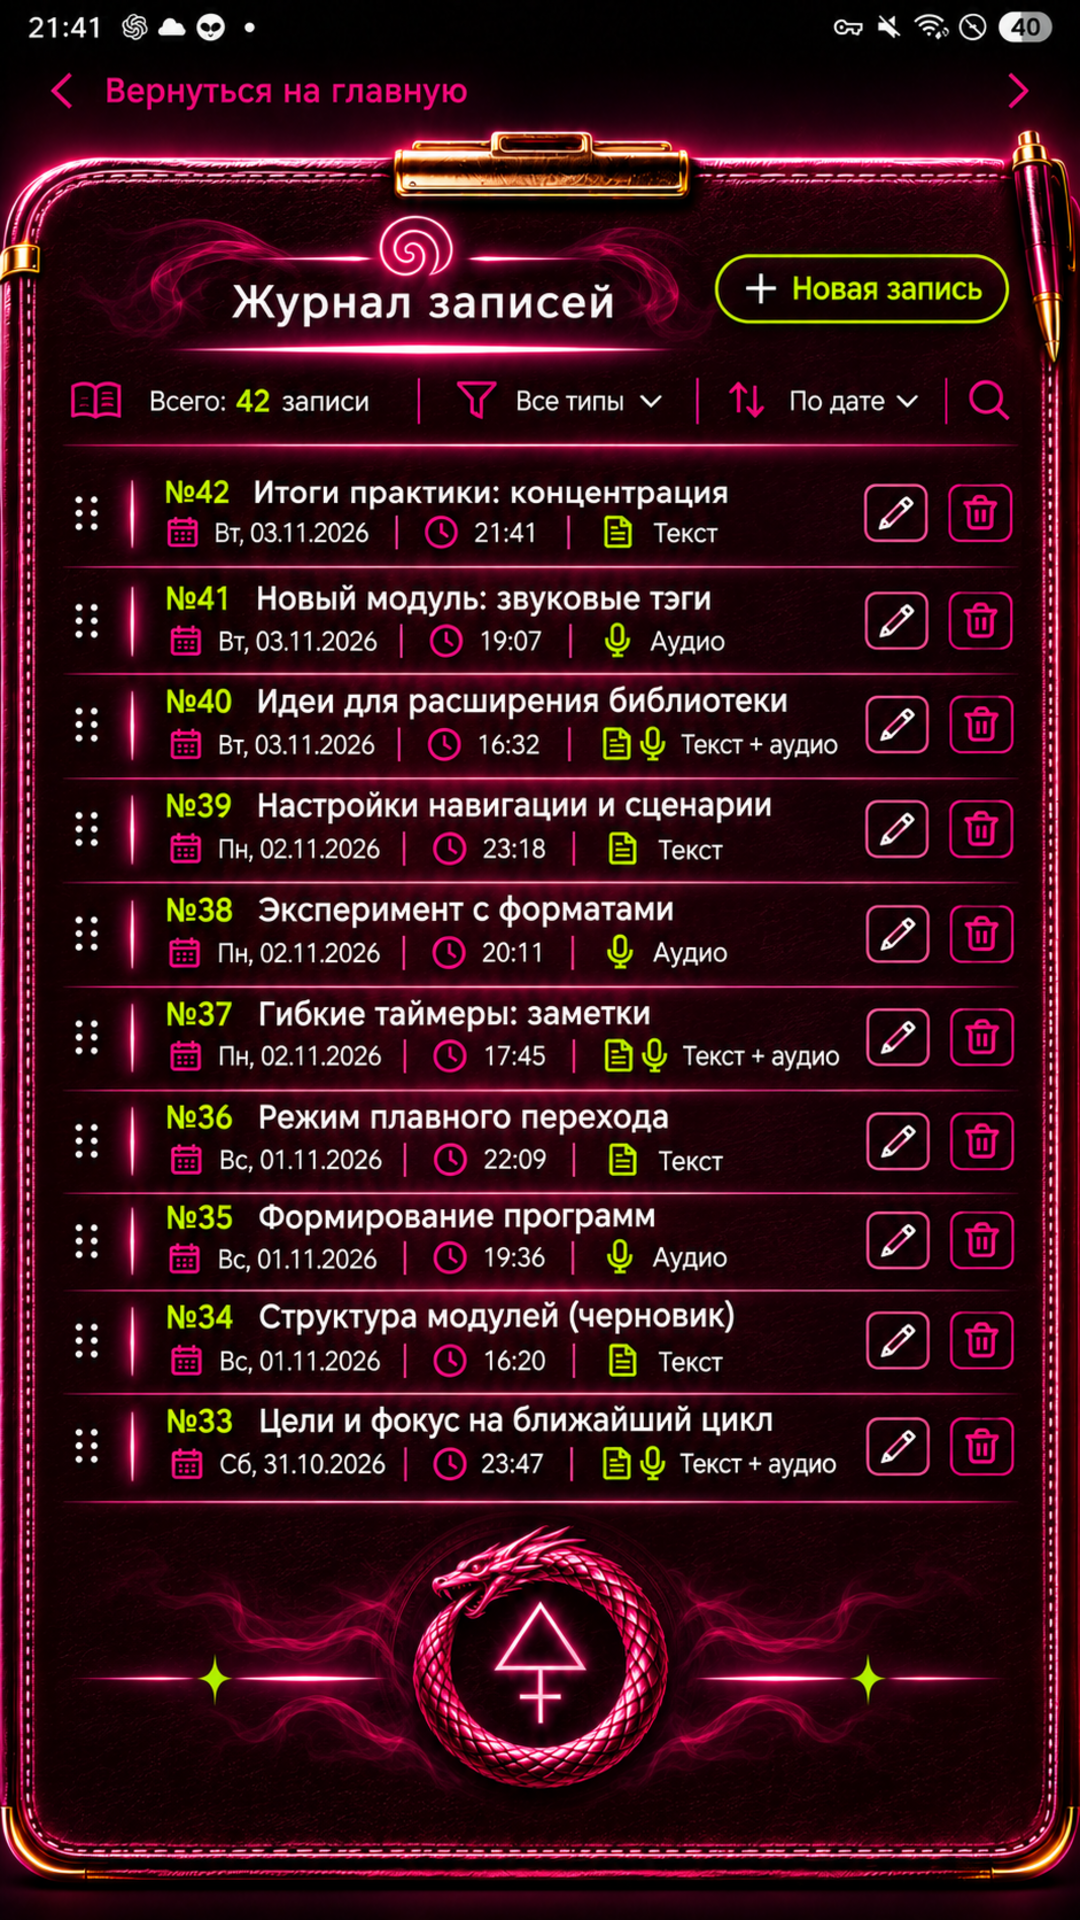 21:41
40
Вернуться на главную
Журнал записей
+ Новая запись
Всего: 42 записи
Все типы
По дате
№42 Итоги практики: концентрация
Вт, 03.11.2026 21:41 Текст
№41 Новый модуль: звуковые тэги
Вт, 03.11.2026 19:07 Аудио
№40 Идеи для расширения библиотеки
Вт, 03.11.2026 16:32 Текст + аудио
№39 Настройки навигации и сценарии
Пн, 02.11.2026 23:18 Текст
№38 Эксперимент с форматами
Пн, 02.11.2026 20:11 Аудио
№37 Гибкие таймеры: заметки
Пн, 02.11.2026 17:45 Текст + аудио
№36 Режим плавного перехода
Вс, 01.11.2026 22:09 Текст
№35 Формирование программ
Вс, 01.11.2026 19:36 Аудио
№34 Структура модулей (черновик)
Вс, 01.11.2026 16:20 Текст
№33 Цели и фокус на ближайший цикл
Сб, 31.10.2026 23:47 Текст + аудио